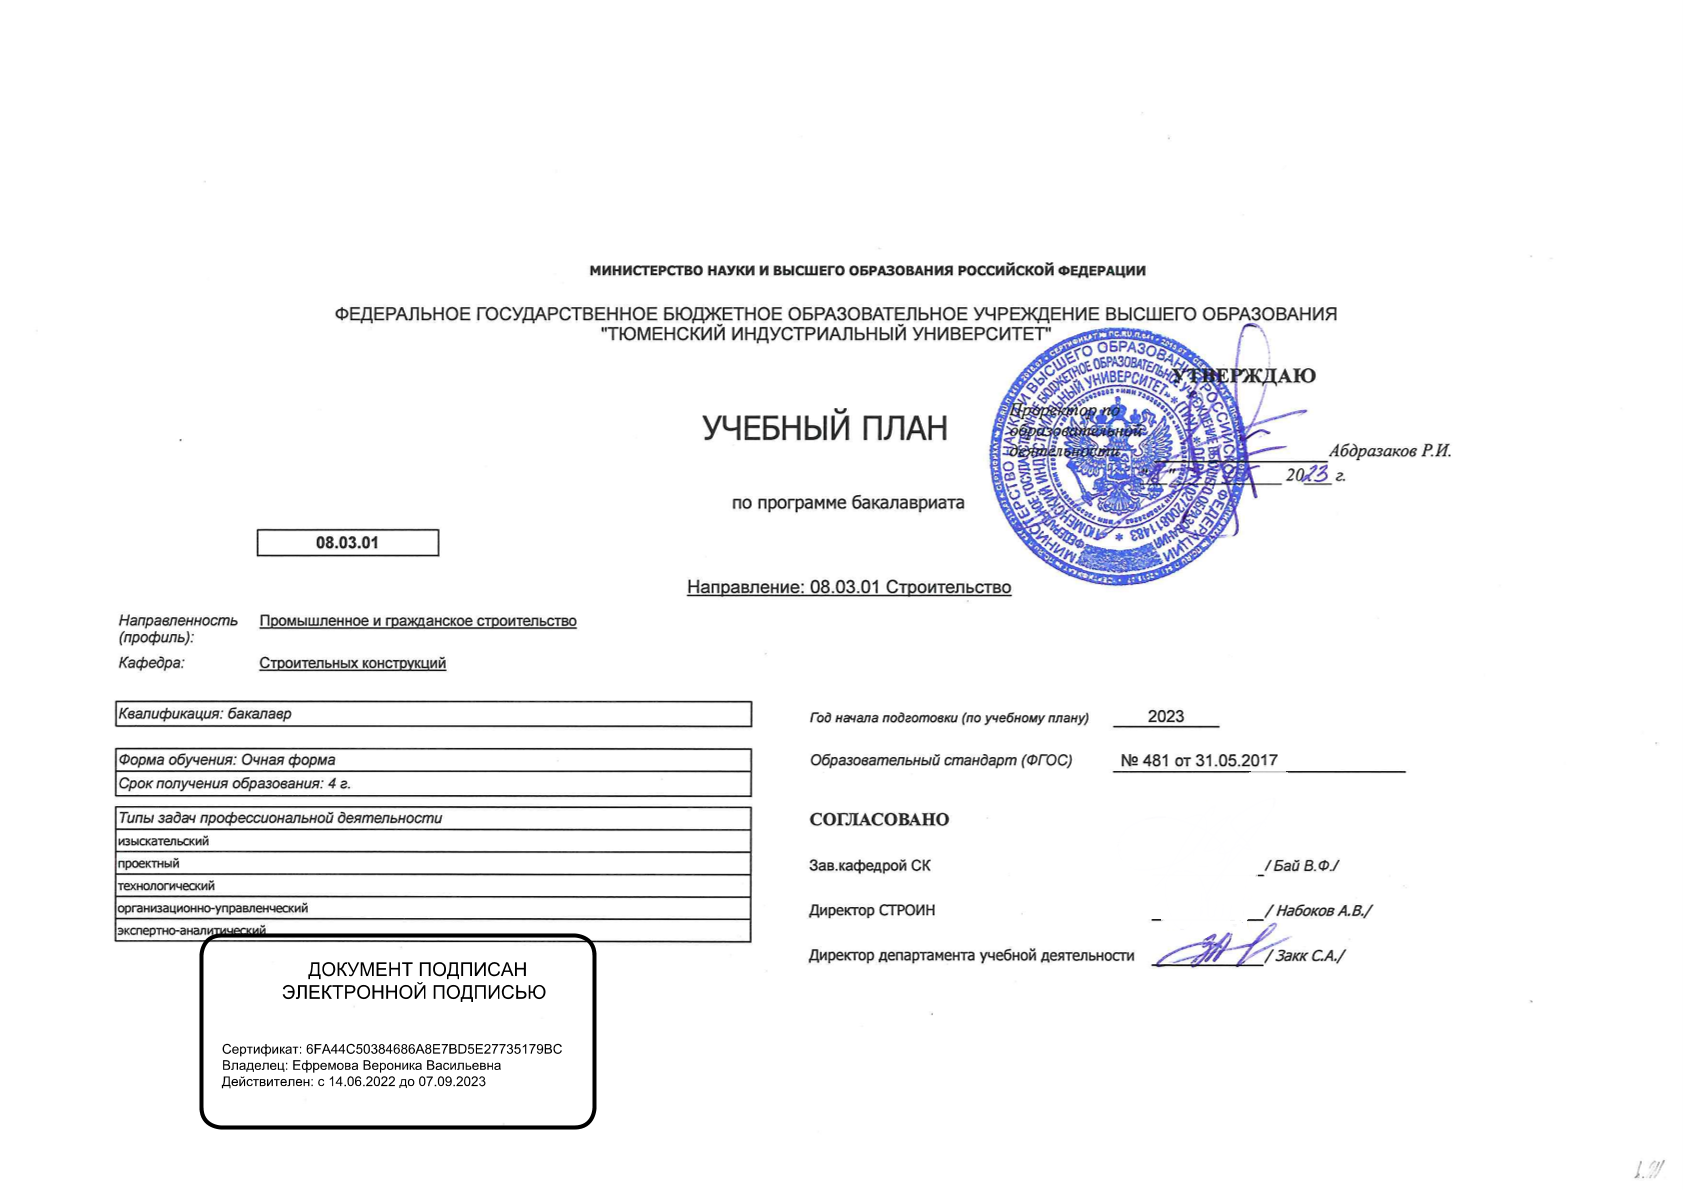 МИНИСТЕРСТВО НАУКИ И ВЫСШЕГО ОБРАЗОВАНИЯ РОССИЙСКОЙ ФЕДЕРАЦИИ
ФЕДЕРАЛЬНОЕ ГОСУДАРСТВЕННОЕ БЮДЖЕТНОЕ ОБРАЗОВАТЕЛЬНОЕ УЧРЕЖДЕНИЕ ВЫСШЕГО ОБРАЗОВАНИЯ
"ТЮМЕНСКИЙ ИНДУСТРИАЛЬНЫЙ УНИВЕРСИТЕТ"
УТВЕРЖДАЮ
Проректор по
образовательной
деятельности
Абдразаков Р.И.
2023 г.
УЧЕБНЫЙ ПЛАН
по программе бакалавриата
08.03.01
Направление: 08.03.01 Строительство
Направленность
(профиль):
Промышленное и гражданское строительство
Кафедра: Строительных конструкций
Квалификация: бакалавр
Форма обучения: Очная форма
Срок получения образования: 4 г.
Типы задач профессиональной деятельности
изыскательский
проектный
технологический
организационно-управленческий
экспертно-аналитический
Год начала подготовки (по учебному плану) 2023
Образовательный стандарт (ФГОС) № 481 от 31.05.2017
СОГЛАСОВАНО
Зав.кафедрой СК _/ Бай В.Ф./
Директор СТРОИН _ __/ Набоков А.В./
Директор департамента учебной деятельности / Закк С.А./
ДОКУМЕНТ ПОДПИСАН
ЭЛЕКТРОННОЙ ПОДПИСЬЮ
Сертификат: 6FA44C50384686A8E7BD5E27735179BC
Владелец: Ефремова Вероника Васильевна
Действителен: с 14.06.2022 до 07.09.2023